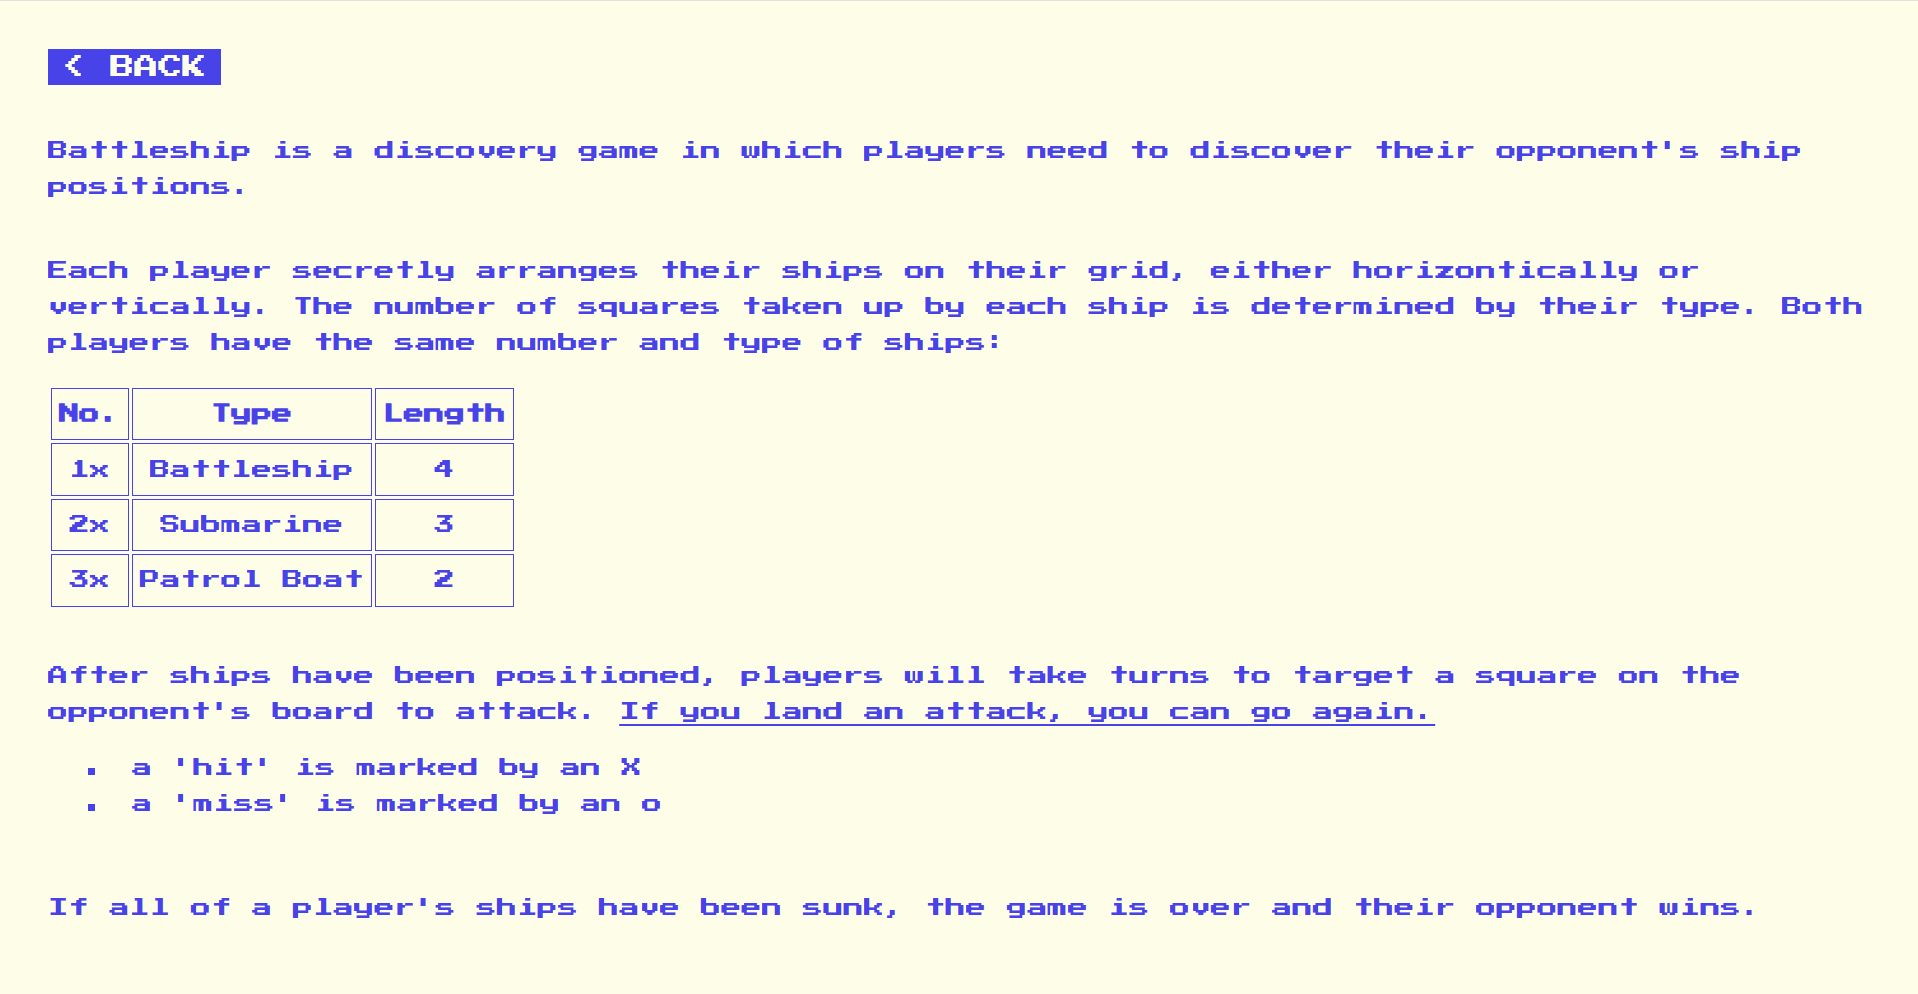 < BACK
Battleship is a discovery game in which players need to discover their opponent's ship
positions.
Each player secretly arranges their ships on their grid, either horizontically or
vertically. The number of squares taken up by each ship is determined by their type. Both
players have the same number and type of ships:
No. Type Length
1x Battleship 4
2x Submarine 3
3x Patrol Boat 2
After ships have been positioned, players will take turns to target a square on the
opponent's board to attack. If you land an attack, you can go again.
. a 'hit' is marked by an X
. a 'miss' is marked by an o
If all of a player's ships have been sunk, the game is over and their opponent wins.